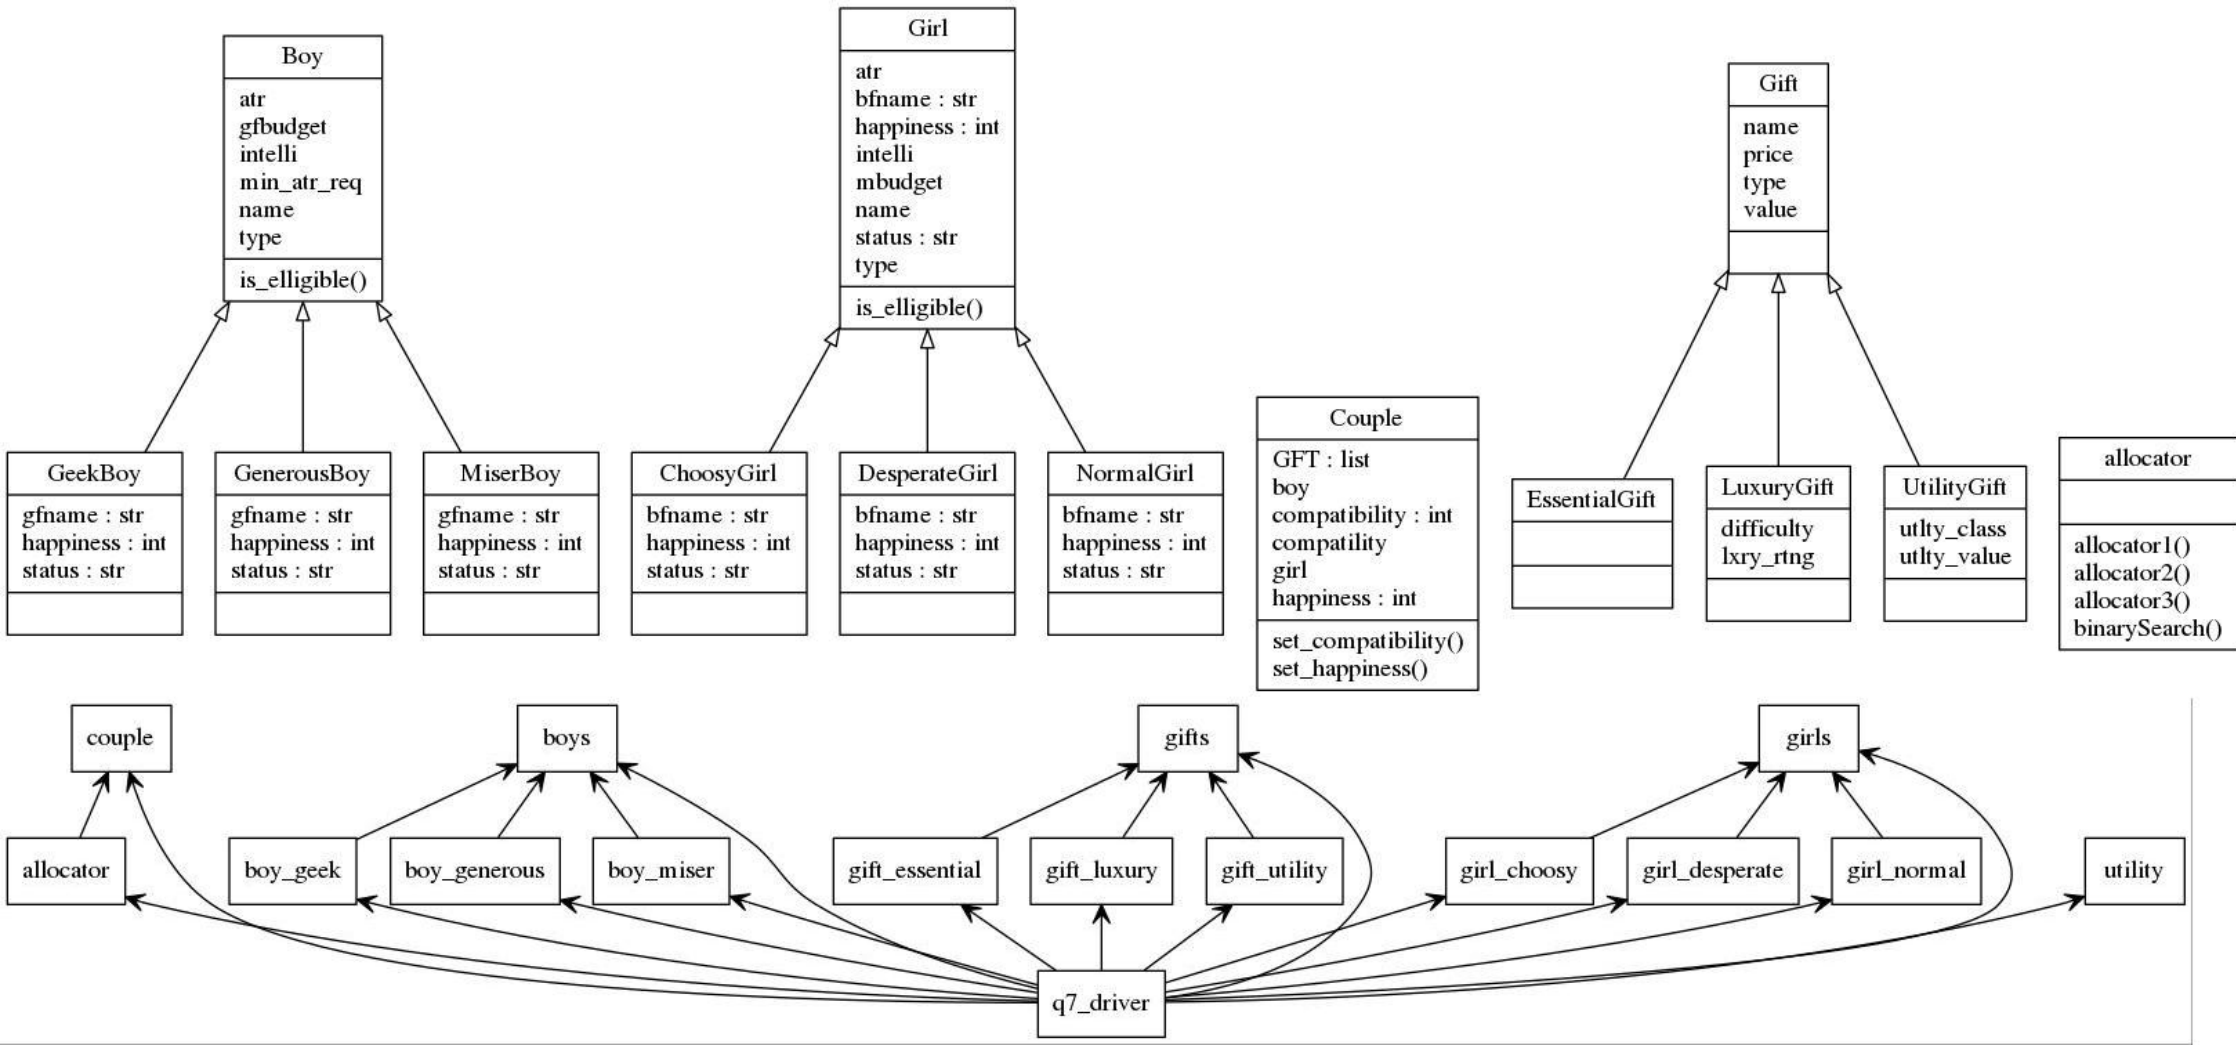 Boy
atr
gfbudget
intelli
min_atr_req
name
type
is_elligible()
Girl
atr
bfname : str
happiness : int
intelli
mbudget
name
status : str
type
is_elligible()
Gift
name
price
type
value
GeekBoy
gfname : str
happiness : int
status : str
GenerousBoy
gfname : str
happiness : int
status : str
MiserBoy
gfname : str
happiness : int
status : str
ChoosyGirl
bfname : str
happiness : int
status : str
DesperateGirl
bfname : str
happiness : int
status : str
NormalGirl
bfname : str
happiness : int
status : str
Couple
GFT : list
boy
compatibility : int
compatility
girl
happiness : int
set_compatibility()
set_happiness()
EssentialGift
LuxuryGift
difficulty
lxry_rtng
UtilityGift
utlty_class
utlty_value
allocator
allocator1()
allocator2()
allocator3()
binarySearch()
couple
boys
gifts
girls
allocator
boy_geek
boy_generous
boy_miser
gift_essential
gift_luxury
gift_utility
girl_choosy
girl_desperate
girl_normal
utility
q7_driver